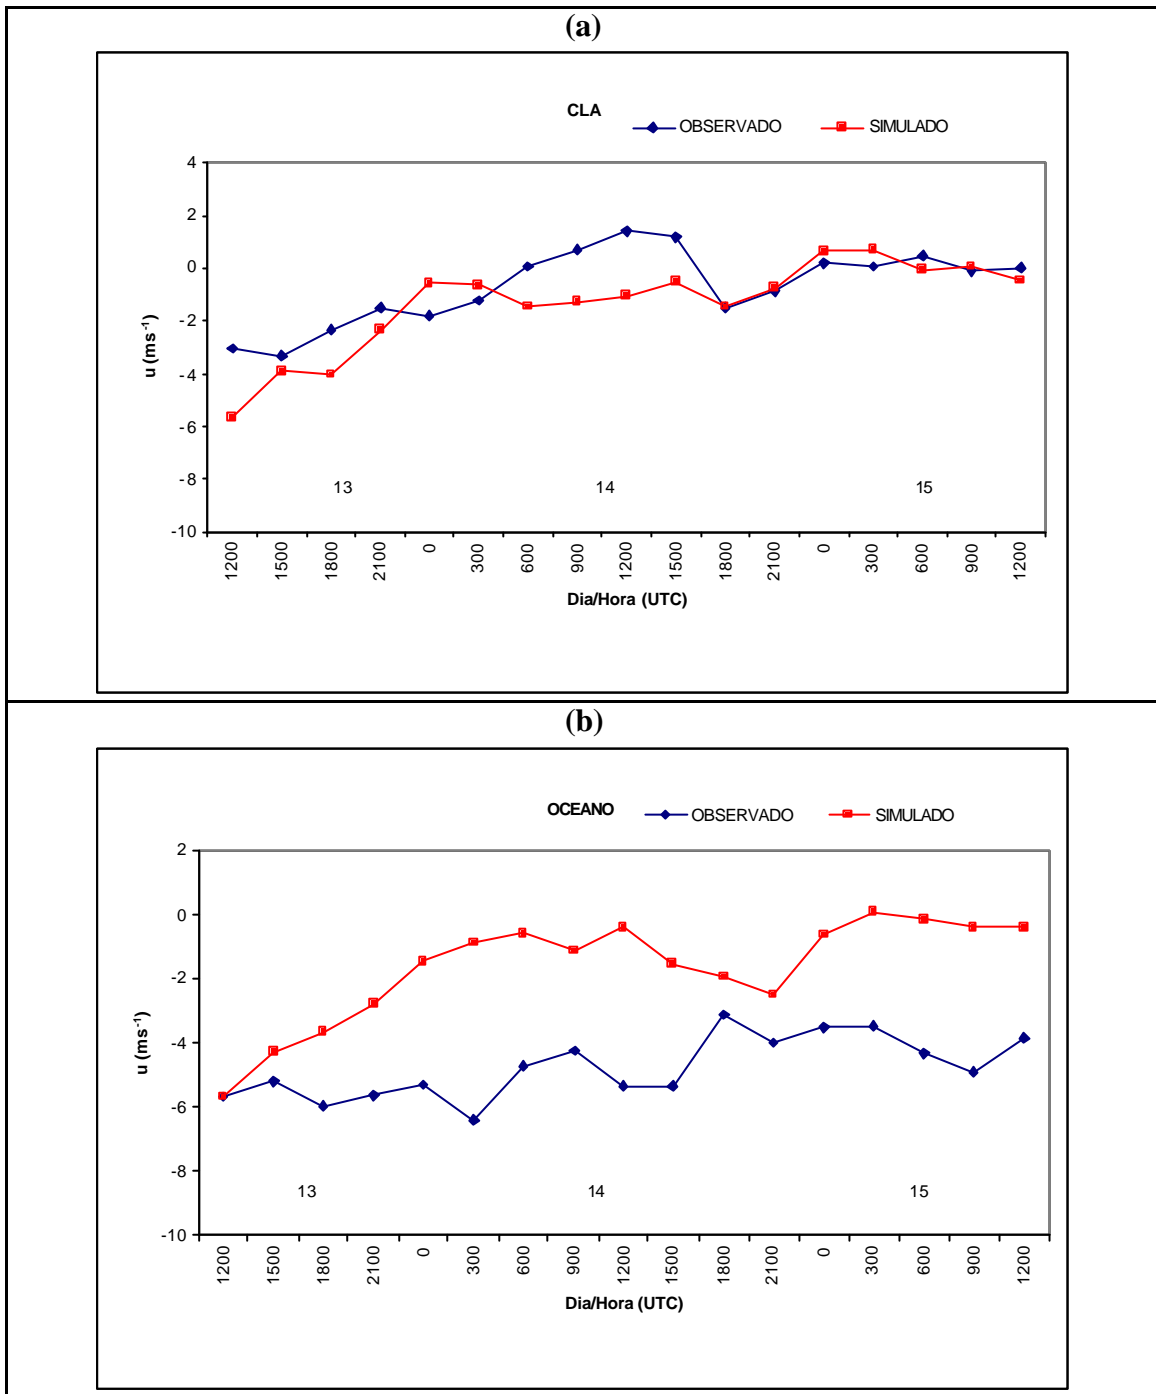 (a)
CLA
OBSERVADO SIMULADO
4
2
0
-2
-4
-6
-8
-10
u (ms⁻¹)
13 14 15
1200 1500 1800 2100 0 300 600 900 1200 1500 1800 2100 0 300 600 900 1200
Dia/Hora (UTC)
(b)
OCEANO OBSERVADO SIMULADO
2
0
-2
-4
-6
-8
-10
u (ms⁻¹)
13 14 15
1200 1500 1800 2100 0 300 600 900 1200 1500 1800 2100 0 300 600 900 1200
Dia/Hora (UTC)